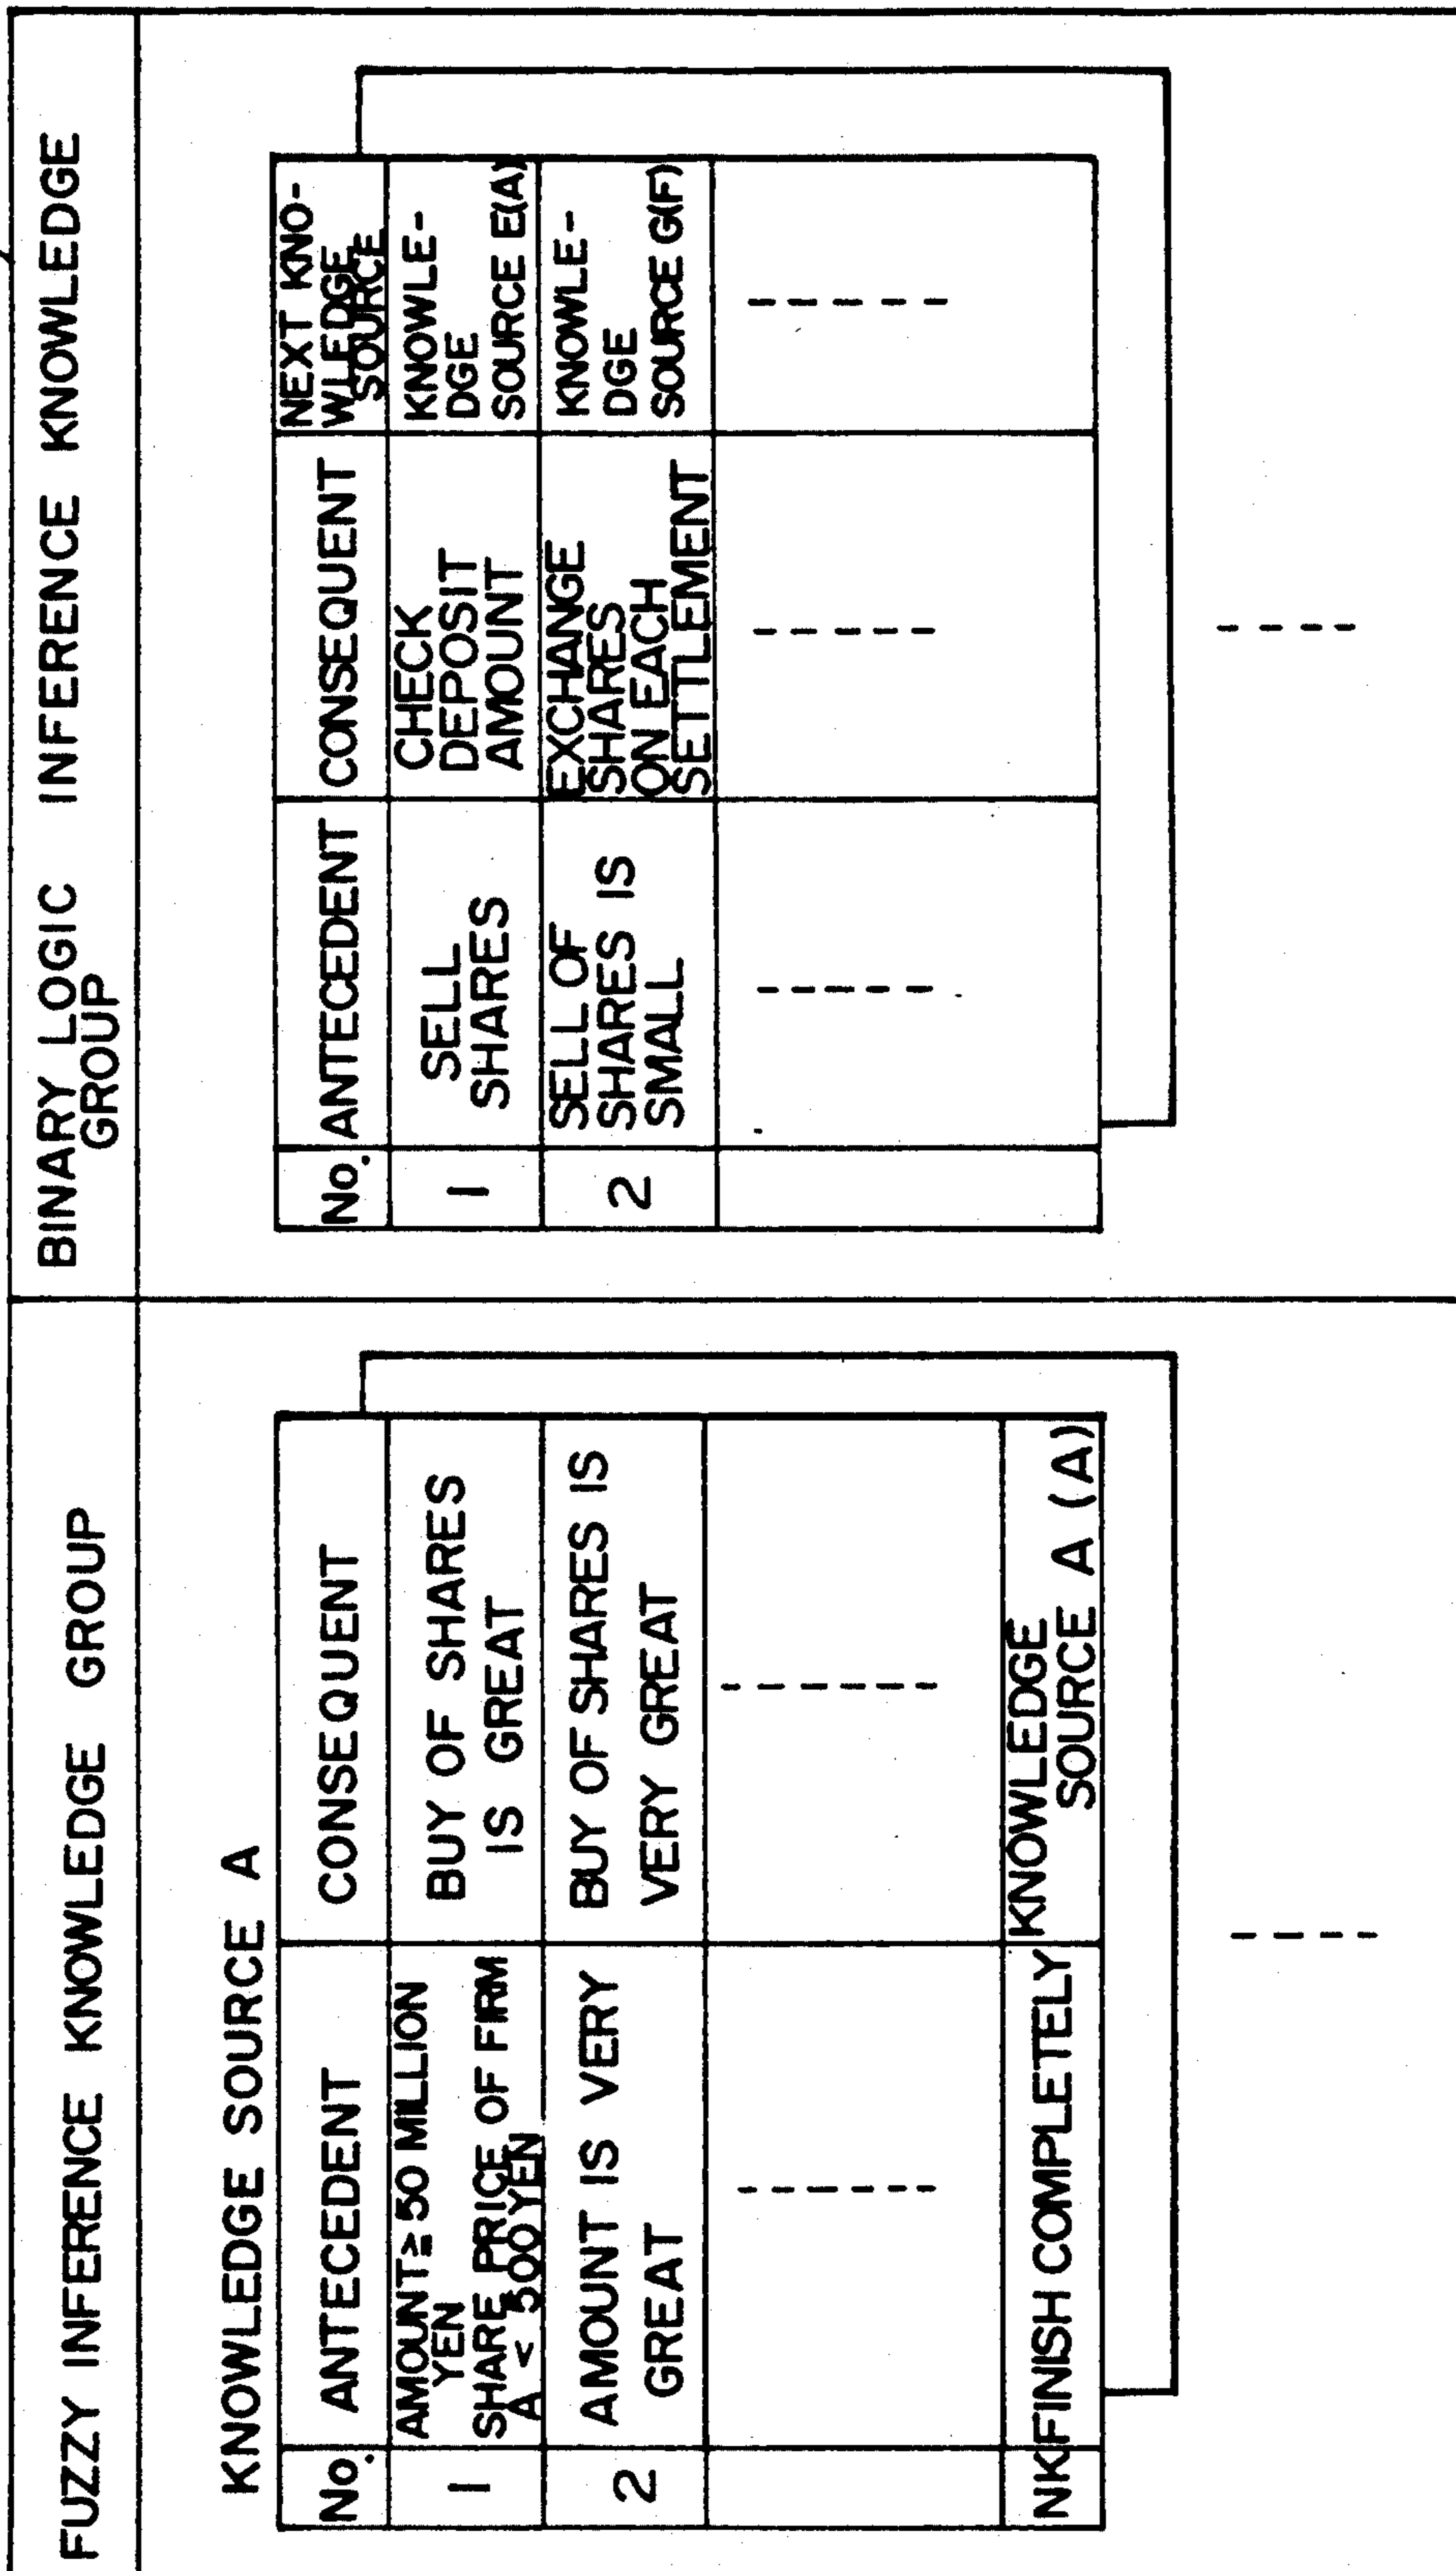 FUZZY INFERENCE KNOWLEDGE GROUP
KNOWLEDGE SOURCE A
No. ANTECEDENT CONSEQUENT
1
AMOUNT ≧ 50 MILLION
YEN
SHARE PRICE OF FIRM
A < 500 YEN
BUY OF SHARES
IS GREAT
2
AMOUNT IS VERY
GREAT
BUY OF SHARES IS
VERY GREAT
NK FINISH COMPLETELY
KNOWLEDGE
SOURCE A (A)
BINARY LOGIC INFERENCE KNOWLEDGE
GROUP
No. ANTECEDENT CONSEQUENT
NEXT KNO-
WLEDGE
SOURCE
1
SELL
SHARES
CHECK
DEPOSIT
AMOUNT
KNOWLE-
DGE
SOURCE E(A)
2
SELL OF
SHARES IS
SMALL
EXCHANGE
SHARES
ON EACH
SETTLEMENT
KNOWLE-
DGE
SOURCE G(F)